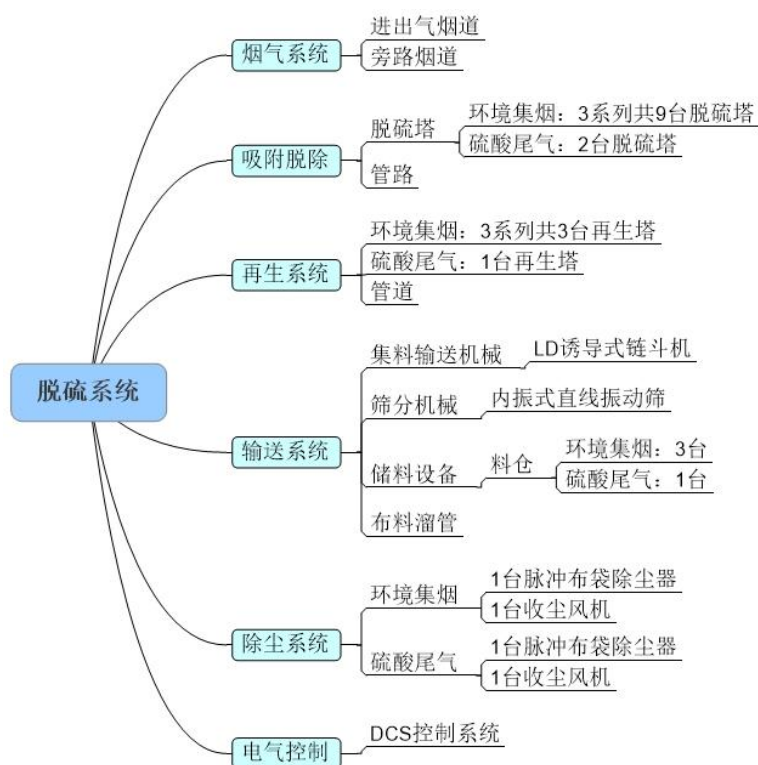 进出气烟道
烟气系统
旁路烟道
环境集烟：3系列共9台脱硫塔
脱硫塔
硫酸尾气：2台脱硫塔
吸附脱除
管路
环境集烟：3系列共3台再生塔
再生系统
硫酸尾气：1台再生塔
管道
脱硫系统
集料输送机械
LD诱导式链斗机
筛分机械
内振式直线振动筛
输送系统
储料设备
料仓
环境集烟：3台
硫酸尾气：1台
布料溜管
环境集烟
1台脉冲布袋除尘器
1台收尘风机
除尘系统
硫酸尾气
1台脉冲布袋除尘器
1台收尘风机
电气控制
DCS控制系统